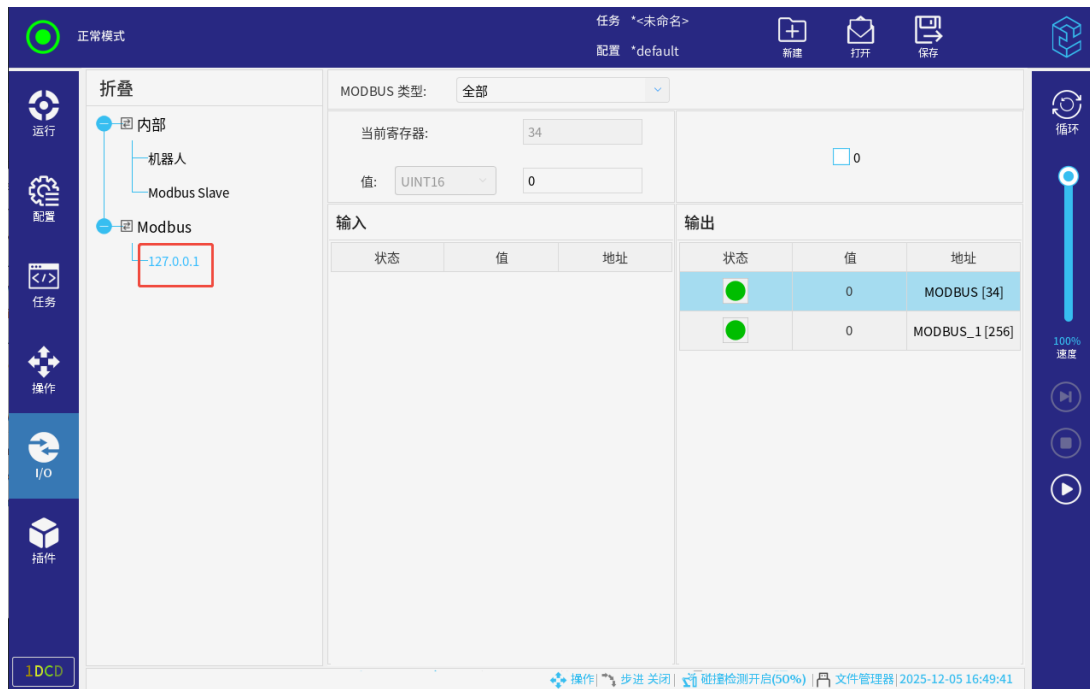 正常模式
任务 *<未命名>
配置 *default
新建
打开
保存
运行
配置
任务
操作
I/O
插件
1DCD
折叠
内部
机器人
Modbus Slave
Modbus
127.0.0.1
MODBUS 类型: 全部
当前寄存器: 34
值: UINT16 0
0
输入
状态 值 地址
输出
状态 值 地址
0 MODBUS [34]
0 MODBUS_1 [256]
循环
100%
速度
操作| 步进 关闭| 碰撞检测开启(50%) | 文件管理器|2025-12-05 16:49:41